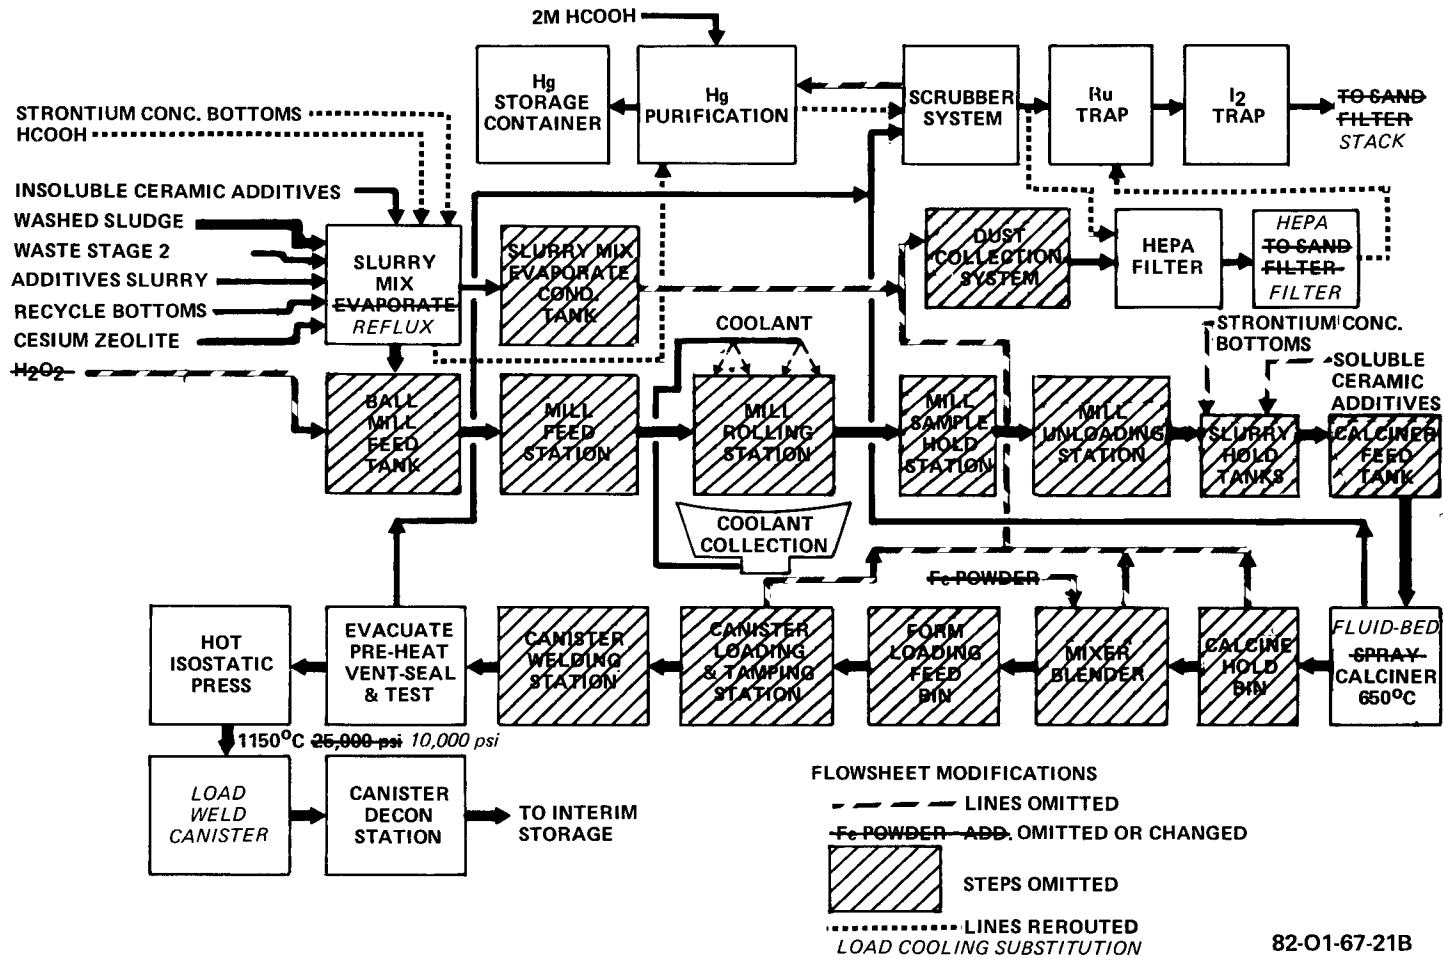 2M HCOOH
Hg
STORAGE
CONTAINER
Hg
PURIFICATION
SCRUBBER
SYSTEM
Ru
TRAP
I2
TRAP
TO SAND
FILTER
STACK
STRONTIUM CONC. BOTTOMS
HCOOH
INSOLUBLE CERAMIC ADDITIVES
WASHED SLUDGE
WASTE STAGE 2
ADDITIVES SLURRY
RECYCLE BOTTOMS
CESIUM ZEOLITE
H2O2
SLURRY
MIX
EVAPORATE
REFLUX
SLURRY MIX
EVAPORATE
COND.
TANK
DUST
COLLECTION
SYSTEM
HEPA
FILTER
HEPA
TO SAND
FILTER
FILTER
COOLANT
STRONTIUM CONC.
BOTTOMS
SOLUBLE
CERAMIC
ADDITIVES
BALL
MILL
FEED
TANK
MILL
FEED
STATION
MILL
ROLLING
STATION
MILL
SAMPLE
HOLD
STATION
MILL
UNLOADING
STATION
SLURRY
HOLD
TANKS
CALCINER
FEED
TANK
COOLANT
COLLECTION
Fe POWDER
HOT
ISOSTATIC
PRESS
EVACUATE
PRE-HEAT
VENT-SEAL
& TEST
CANISTER
WELDING
STATION
CANISTER
LOADING
& TAMPING
STATION
FORM
LOADING
FEED
BIN
MIXER
BLENDER
CALCINE
HOLD
BIN
FLUID-BED
SPRAY
CALCINER
650°C
1150°C 25,000 psi 10,000 psi
LOAD
WELD
CANISTER
CANISTER
DECON
STATION
TO INTERIM
STORAGE
FLOWSHEET MODIFICATIONS
LINES OMITTED
Fe POWDER ADD. OMITTED OR CHANGED
STEPS OMITTED
LINES REROUTED
LOAD COOLING SUBSTITUTION
82-O1-67-21B